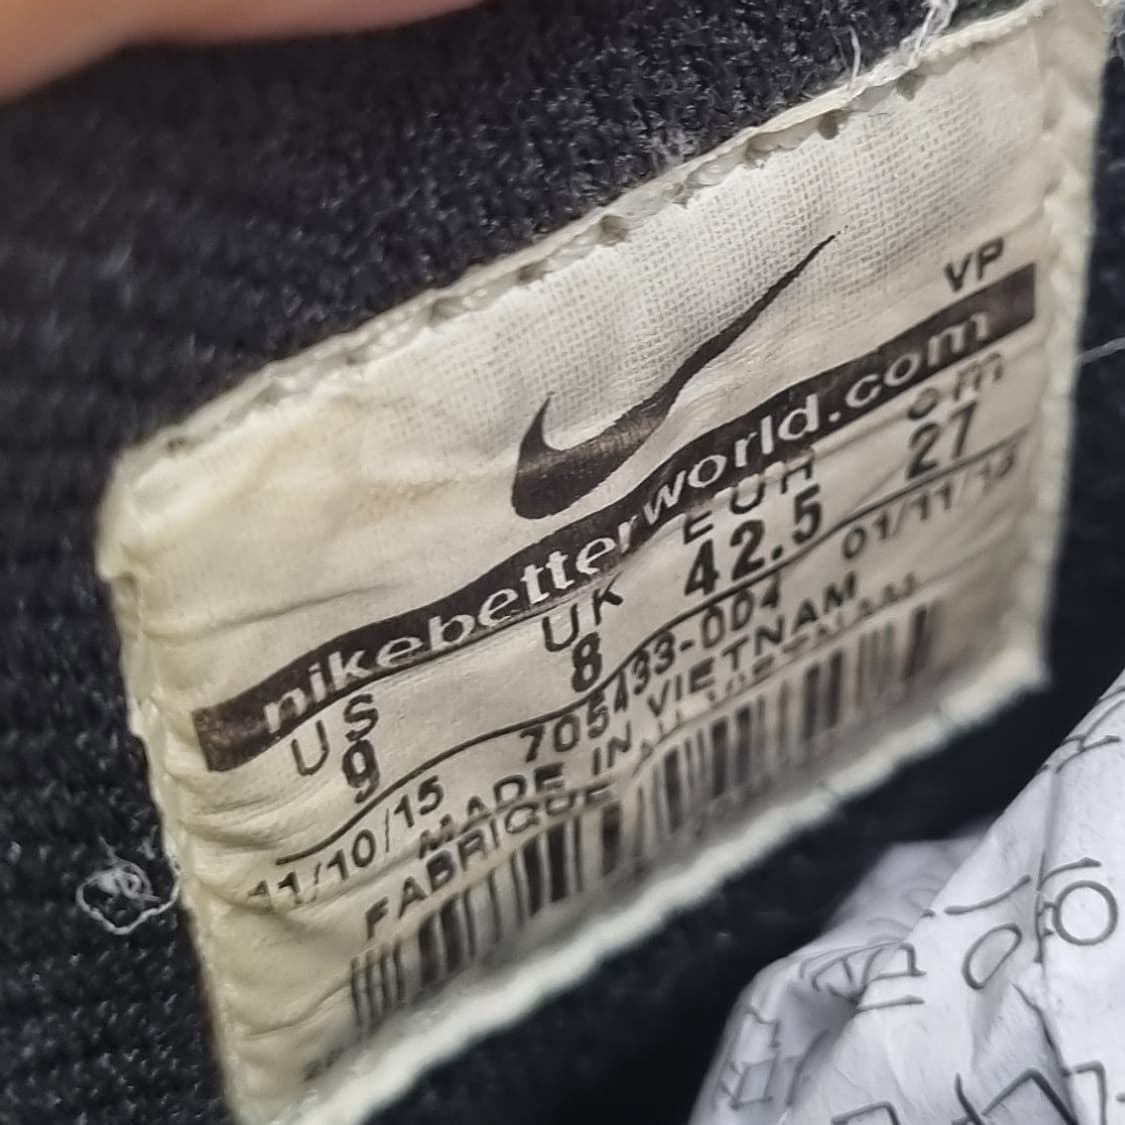 VP
nikebetterworld.com
US UK EUR cm
9 8 42.5 27
11/10/15 705433-004 01/11/15
MADE IN VIETNAM
FABRIQUE AU VIETNAM